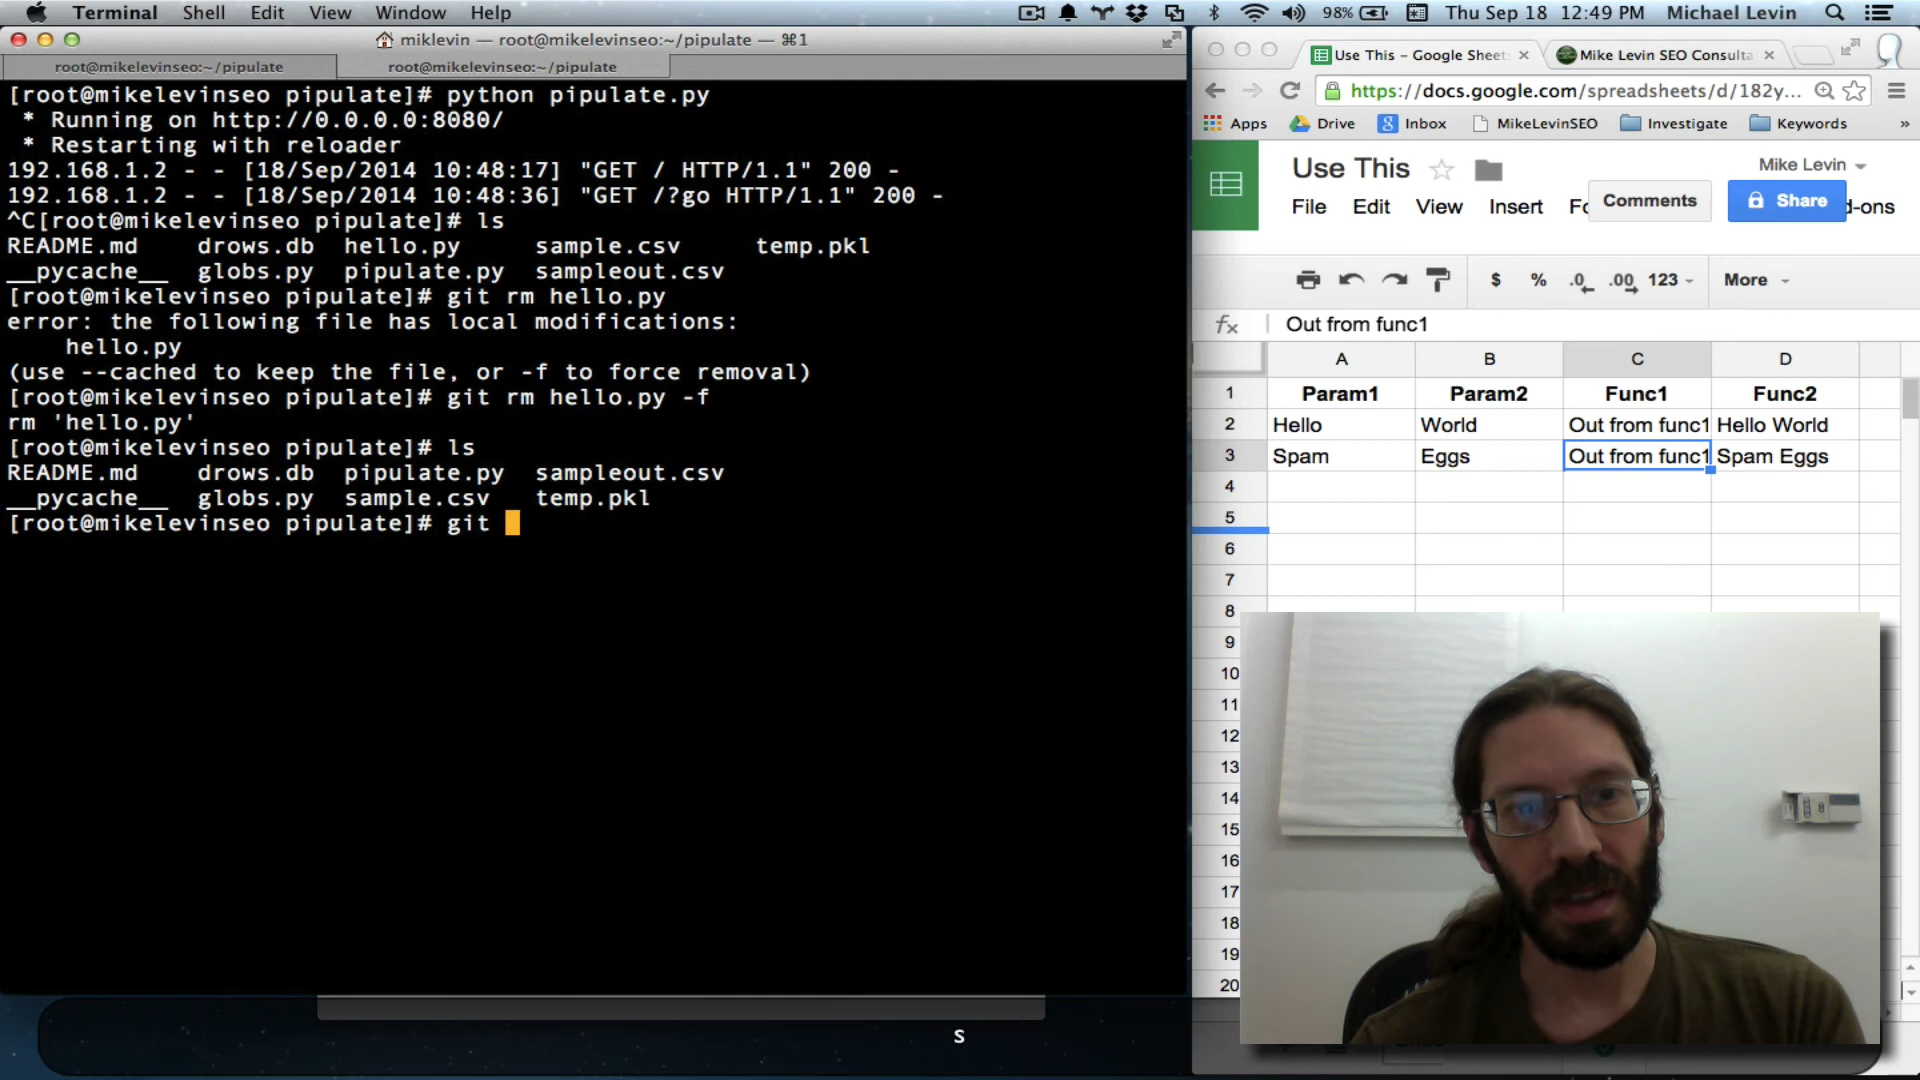 Terminal Shell Edit View Window Help 98% Thu Sep 18 12:49 PM Michael Levin
miklevin — root@mikelevinseo:~/pipulate — ⌘1
root@mikelevinseo:~/pipulate root@mikelevinseo:~/pipulate
[root@mikelevinseo pipulate]# python pipulate.py
* Running on http://0.0.0.0:8080/
* Restarting with reloader
192.168.1.2 - - [18/Sep/2014 10:48:17] "GET / HTTP/1.1" 200 -
192.168.1.2 - - [18/Sep/2014 10:48:36] "GET /?go HTTP/1.1" 200 -
^C[root@mikelevinseo pipulate]# ls
README.md drows.db hello.py sample.csv temp.pkl
__pycache__ globs.py pipulate.py sampleout.csv
[root@mikelevinseo pipulate]# git rm hello.py
error: the following file has local modifications:
hello.py
(use --cached to keep the file, or -f to force removal)
[root@mikelevinseo pipulate]# git rm hello.py -f
rm 'hello.py'
[root@mikelevinseo pipulate]# ls
README.md drows.db pipulate.py sampleout.csv
__pycache__ globs.py sample.csv temp.pkl
[root@mikelevinseo pipulate]# git
s
Use This - Google Sheets Mike Levin SEO Consulta
https://docs.google.com/spreadsheets/d/182y...
Apps Drive Inbox MikeLevinSEO Investigate Keywords »
Use This Mike Levin
File Edit View Insert Fo Comments Share d-ons
$ % .0 .00 123 More
fx Out from func1
A B C D
1 Param1 Param2 Func1 Func2
2 Hello World Out from func1 Hello World
3 Spam Eggs Out from func1 Spam Eggs
4
5
6
7
8
9
10
11
12
13
14
15
16
17
18
19
20